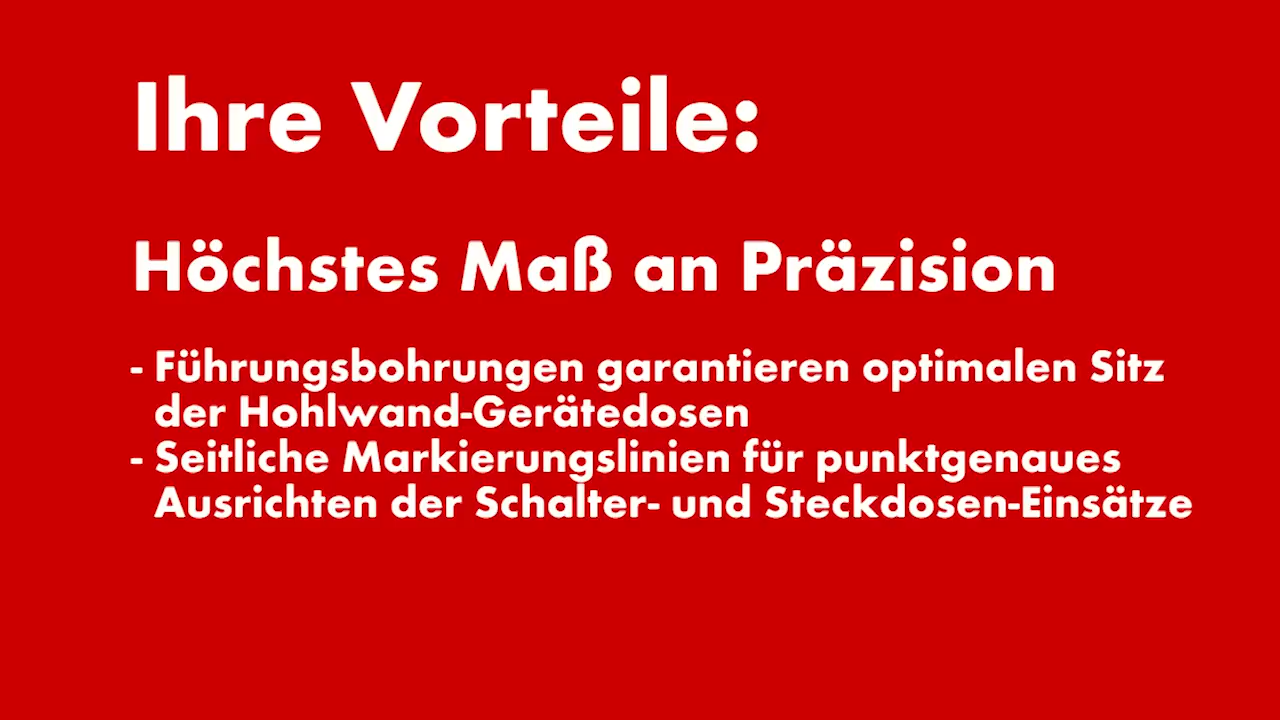 Ihre Vorteile:
Höchstes Maß an Präzision
- Führungsbohrungen garantieren optimalen Sitz
der Hohlwand-Gerätedosen
- Seitliche Markierungslinien für punktgenaues
Ausrichten der Schalter- und Steckdosen-Einsätze